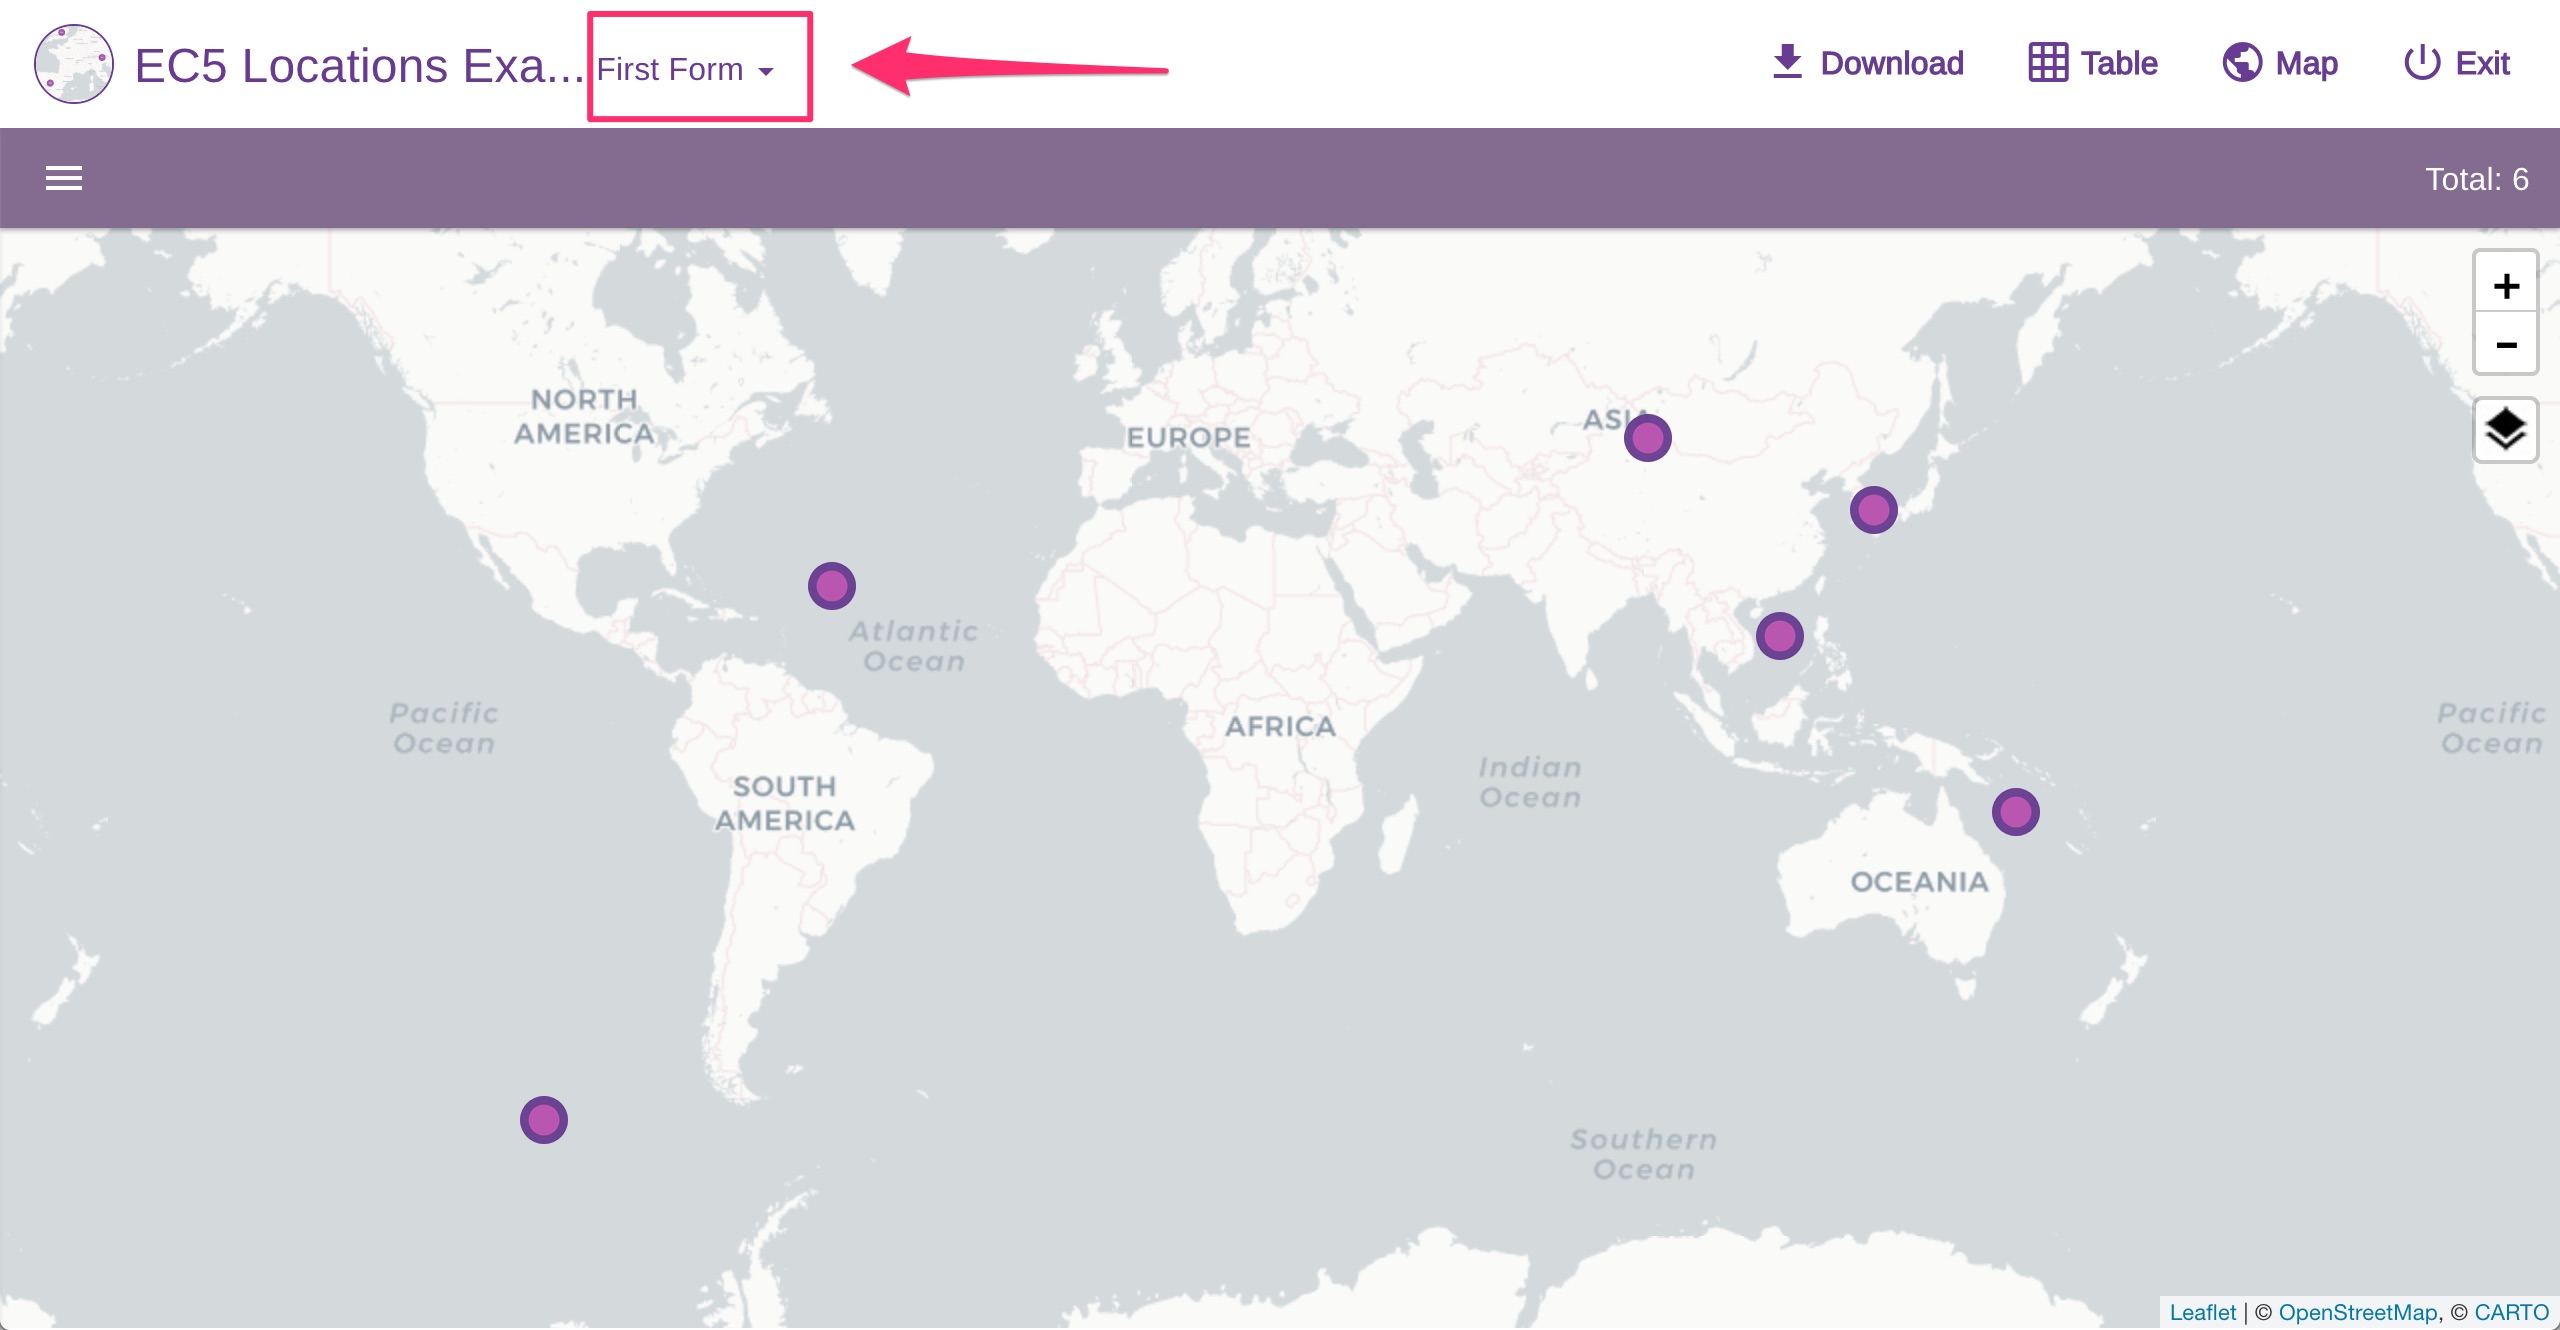 EC5 Locations Exa... First Form
Download Table Map Exit
Total: 6
+
−
NORTH
AMERICA
EUROPE
ASIA
Atlantic
Ocean
Pacific
Ocean
AFRICA
Pacific
Ocean
SOUTH
AMERICA
Indian
Ocean
OCEANIA
Southern
Ocean
Leaflet | © OpenStreetMap, © CARTO